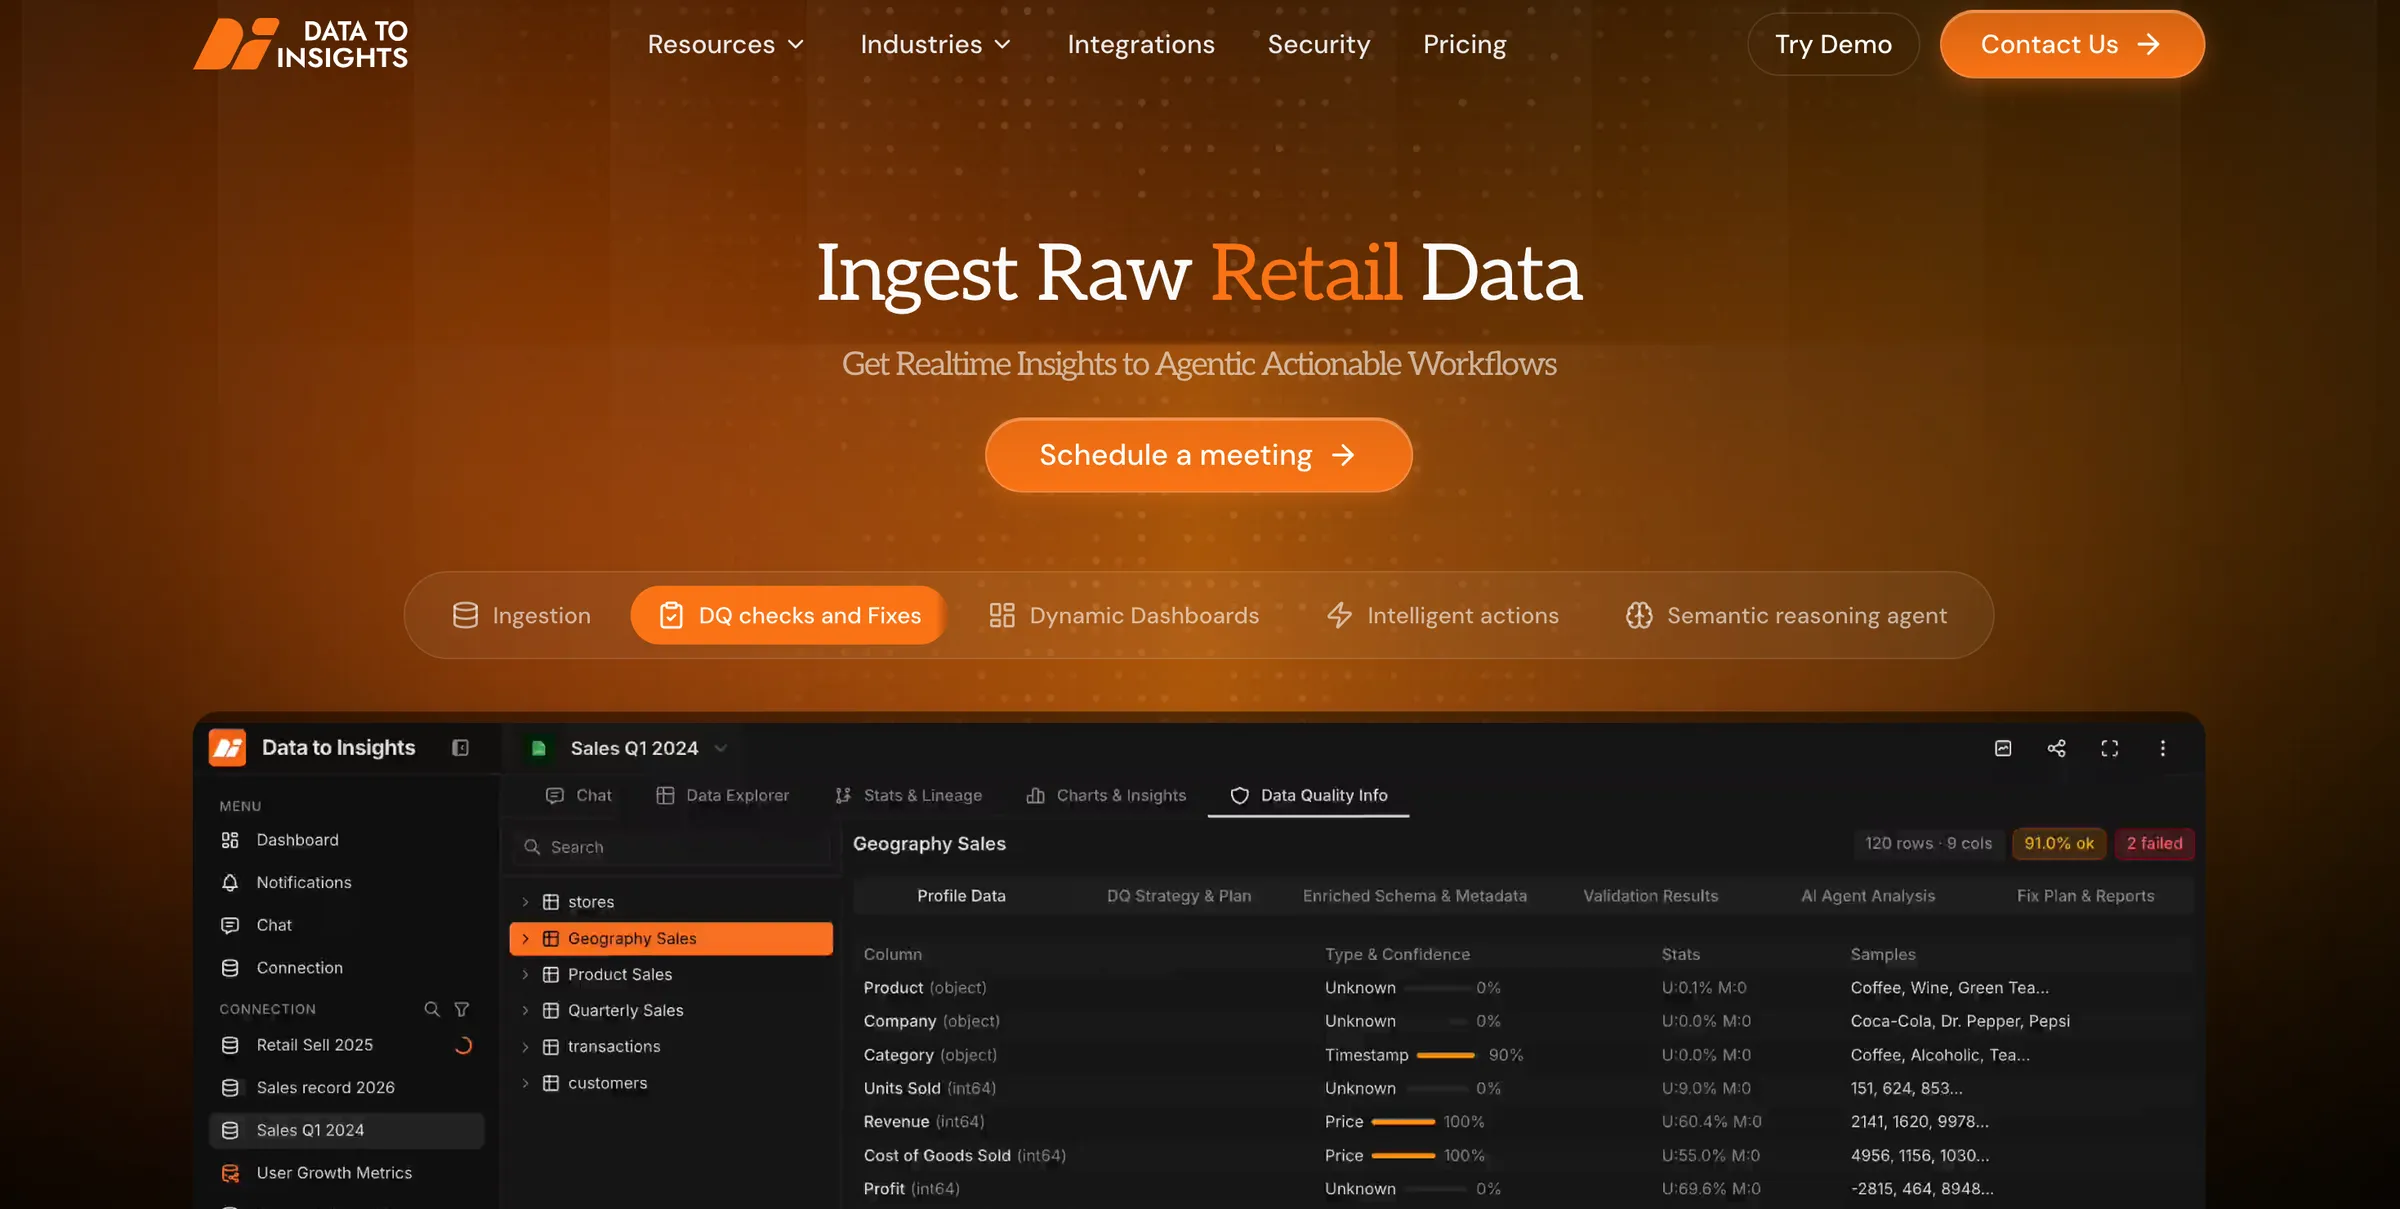 DATA TO
INSIGHTS
Resources
Industries
Integrations
Security
Pricing
Try Demo
Contact Us
Ingest Raw Retail Data
Get Realtime Insights to Agentic Actionable Workflows
Schedule a meeting
Ingestion
DQ checks and Fixes
Dynamic Dashboards
Intelligent actions
Semantic reasoning agent
Data to Insights
MENU
Dashboard
Notifications
Chat
Connection
CONNECTION
Retail Sell 2025
Sales record 2026
Sales Q1 2024
User Growth Metrics
Sales Q1 2024
Chat
Data Explorer
Stats & Lineage
Charts & Insights
Data Quality Info
Search
stores
Geography Sales
Product Sales
Quarterly Sales
transactions
customers
Geography Sales
120 rows · 9 cols
91.0% ok
2 failed
Profile Data
DQ Strategy & Plan
Enriched Schema & Metadata
Validation Results
AI Agent Analysis
Fix Plan & Reports
Column Type & Confidence Stats Samples
Product (object) Unknown 0% U:0.1% M:0 Coffee, Wine, Green Tea...
Company (object) Unknown 0% U:0.0% M:0 Coca-Cola, Dr. Pepper, Pepsi
Category (object) Timestamp 90% U:0.0% M:0 Coffee, Alcoholic, Tea...
Units Sold (int64) Unknown 0% U:9.0% M:0 151, 624, 853...
Revenue (int64) Price 100% U:60.4% M:0 2141, 1620, 9978...
Cost of Goods Sold (int64) Price 100% U:55.0% M:0 4956, 1156, 1030...
Profit (int64) Unknown 0% U:69.6% M:0 -2815, 464, 8948...